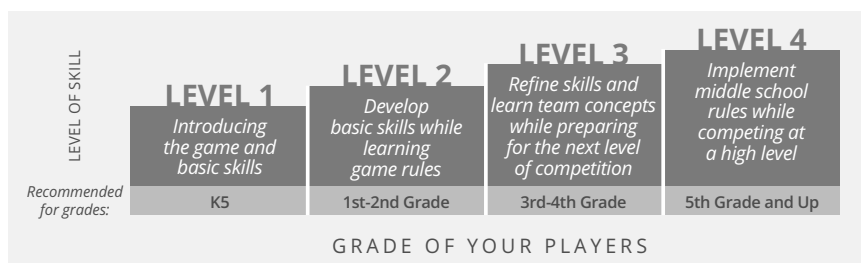 LEVEL OF SKILL
LEVEL 1
Introducing
the game and
basic skills
LEVEL 2
Develop
basic skills while
learning
game rules
LEVEL 3
Refine skills and
learn team concepts
while preparing
for the next level
of competition
LEVEL 4
Implement
middle school
rules while
competing at
a high level
Recommended
for grades:
K5
1st-2nd Grade
3rd-4th Grade
5th Grade and Up
GRADE OF YOUR PLAYERS